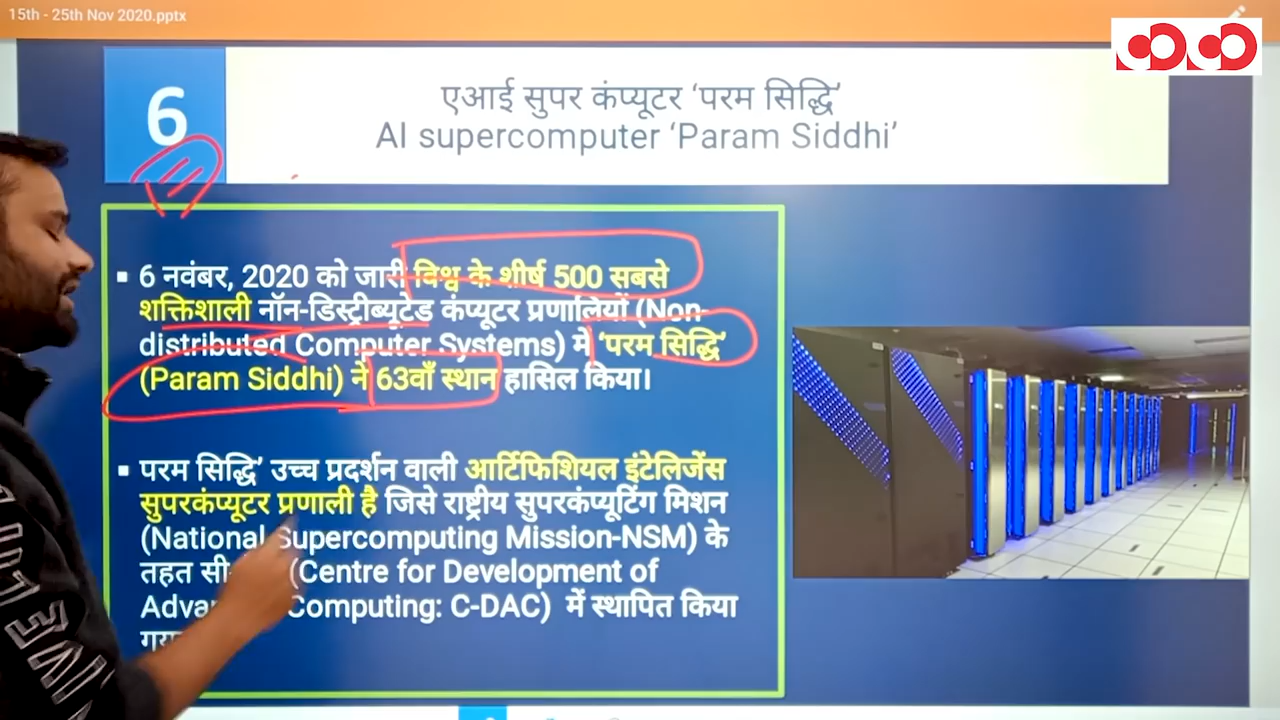 15th - 25th Nov 2020.pptx
6
एआई सुपर कंप्यूटर ‘परम सिद्धि’
AI supercomputer ‘Param Siddhi’
▪ 6 नवंबर, 2020 को जारी विश्व के शीर्ष 500 सबसे
शक्तिशाली नॉन-डिस्ट्रीब्यूटेड कंप्यूटर प्रणालियों (Non-
distributed Computer Systems) में ‘परम सिद्धि’
(Param Siddhi) ने 63वाँ स्थान हासिल किया।
▪ परम सिद्धि’ उच्च प्रदर्शन वाली आर्टिफिशियल इंटेलिजेंस
सुपरकंप्यूटर प्रणाली है जिसे राष्ट्रीय सुपरकंप्यूटिंग मिशन
(National Supercomputing Mission-NSM) के
तहत (Centre for Development of
Computing: C-DAC) में स्थापित किया